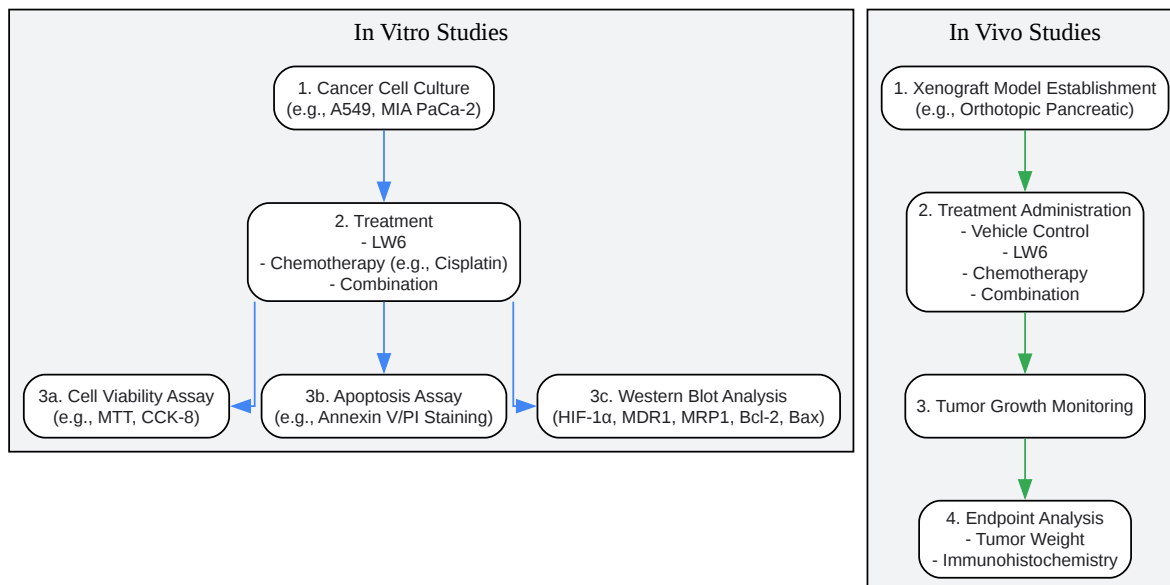 In Vitro Studies
1. Cancer Cell Culture
(e.g., A549, MIA PaCa-2)
2. Treatment
- LW6
- Chemotherapy (e.g., Cisplatin)
- Combination
3a. Cell Viability Assay
(e.g., MTT, CCK-8)
3b. Apoptosis Assay
(e.g., Annexin V/PI Staining)
3c. Western Blot Analysis
(HIF-1α, MDR1, MRP1, Bcl-2, Bax)
In Vivo Studies
1. Xenograft Model Establishment
(e.g., Orthotopic Pancreatic)
2. Treatment Administration
- Vehicle Control
- LW6
- Chemotherapy
- Combination
3. Tumor Growth Monitoring
4. Endpoint Analysis
- Tumor Weight
- Immunohistochemistry